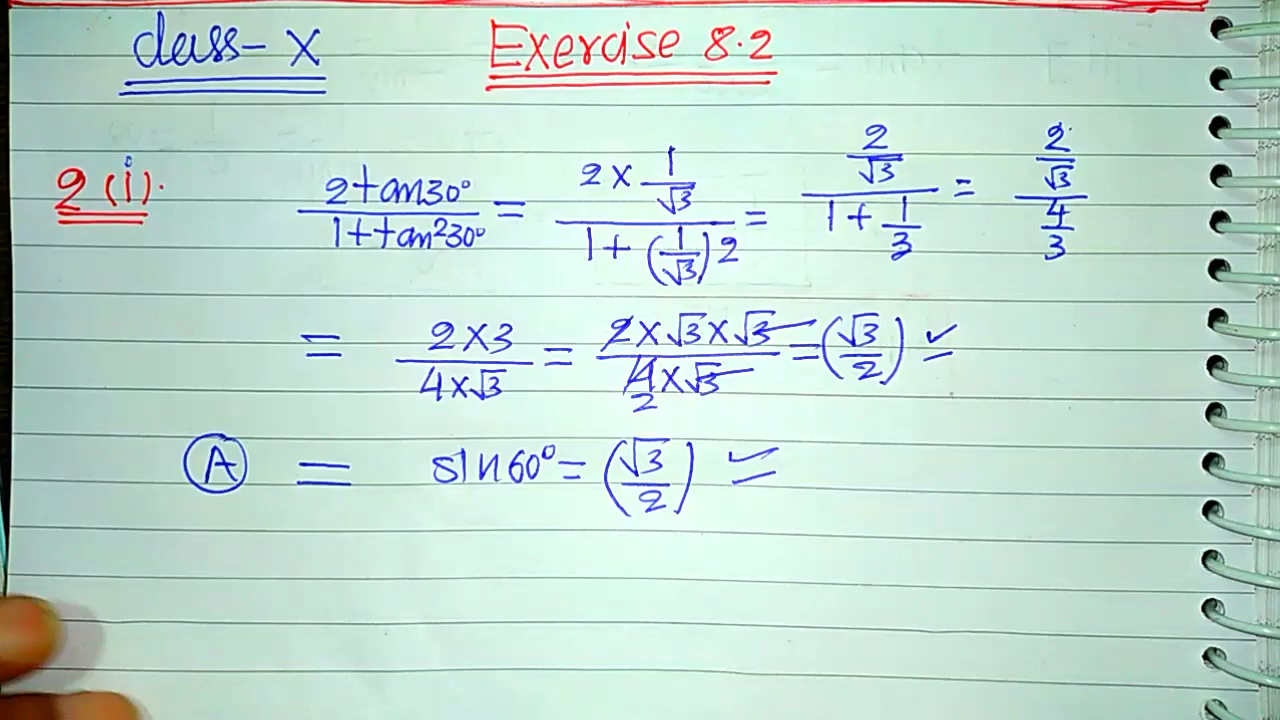 class- X Exercise 8.2
2 (i). 2tan30°/1+tan²30° = 2 × 1/√3 / 1 + (1/√3)2 = 2/√3 / 1 + 1/3 = 2/√3 / 4/3
= 2×3/4×√3 = 2×√3×√3/4×√3 2 = (√3/2) ✓
(A) = sin60° = (√3/2) ✓